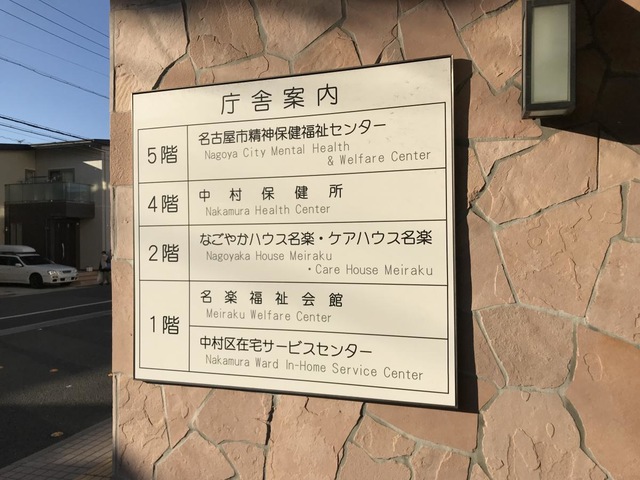 庁舎案内
5階
名古屋市精神保健福祉センター
Nagoya City Mental Health
& Welfare Center
4階
中村保健所
Nakamura Health Center
2階
なごやかハウス名楽・ケアハウス名楽
Nagoyaka House Meiraku
・Care House Meiraku
1階
名楽福祉会館
Meiraku Welfare Center
中村区在宅サービスセンター
Nakamura Ward In-Home Service Center